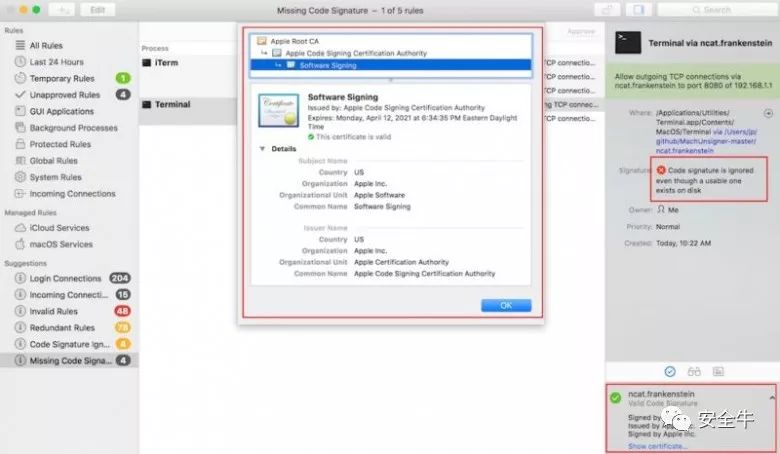 Missing Code Signature – 1 of 5 rules
Edit
Search
Rules
All Rules
Last 24 Hours
Temporary Rules 1
Unapproved Rules 4
GUI Applications
Background Processes
Protected Rules
Global Rules
System Rules
Incoming Connections
Managed Rules
iCloud Services
macOS Services
Suggestions
Login Connections 204
Incoming Connecti... 15
Invalid Rules 48
Redundant Rules 78
Code Signature Ign... 4
Missing Code Signa... 4
Approve
Process
iTerm
TCP connectio...
Terminal
TCP connec...
TCP connectio...
Apple Root CA
Apple Code Signing Certification Authority
Software Signing
Certificate
Software Signing
Issued by: Apple Code Signing Certification Authority
Expires: Monday, April 12, 2021 at 6:34:35 PM Eastern Daylight
Time
This certificate is valid
Details
Subject Name
Country US
Organization Apple Inc.
Organizational Unit Apple Software
Common Name Software Signing
Issuer Name
Country US
Organization Apple Inc.
Organizational Unit Apple Certification Authority
Common Name Apple Code Signing Certification Authority
OK
Terminal via ncat.frankenstein
Allow outgoing TCP connections via
ncat.frankenstein to port 8080 of 192.168.1.1
Where: /Applications/Utilities/
Terminal.app/Contents/
MacOS/Terminal via /Users/jp/
github/MachUnsigner-master/
ncat.frankenstein
Signature: Code signature is ignored
even though a usable one
exists on disk
Owner: Me
Priority: Normal
Created: Today, 10:22 AM
ncat.frankenstein
Valid Code Signature
Signed by
Issued by Apple
Signed by Apple Inc.
Show certificate...
安全牛